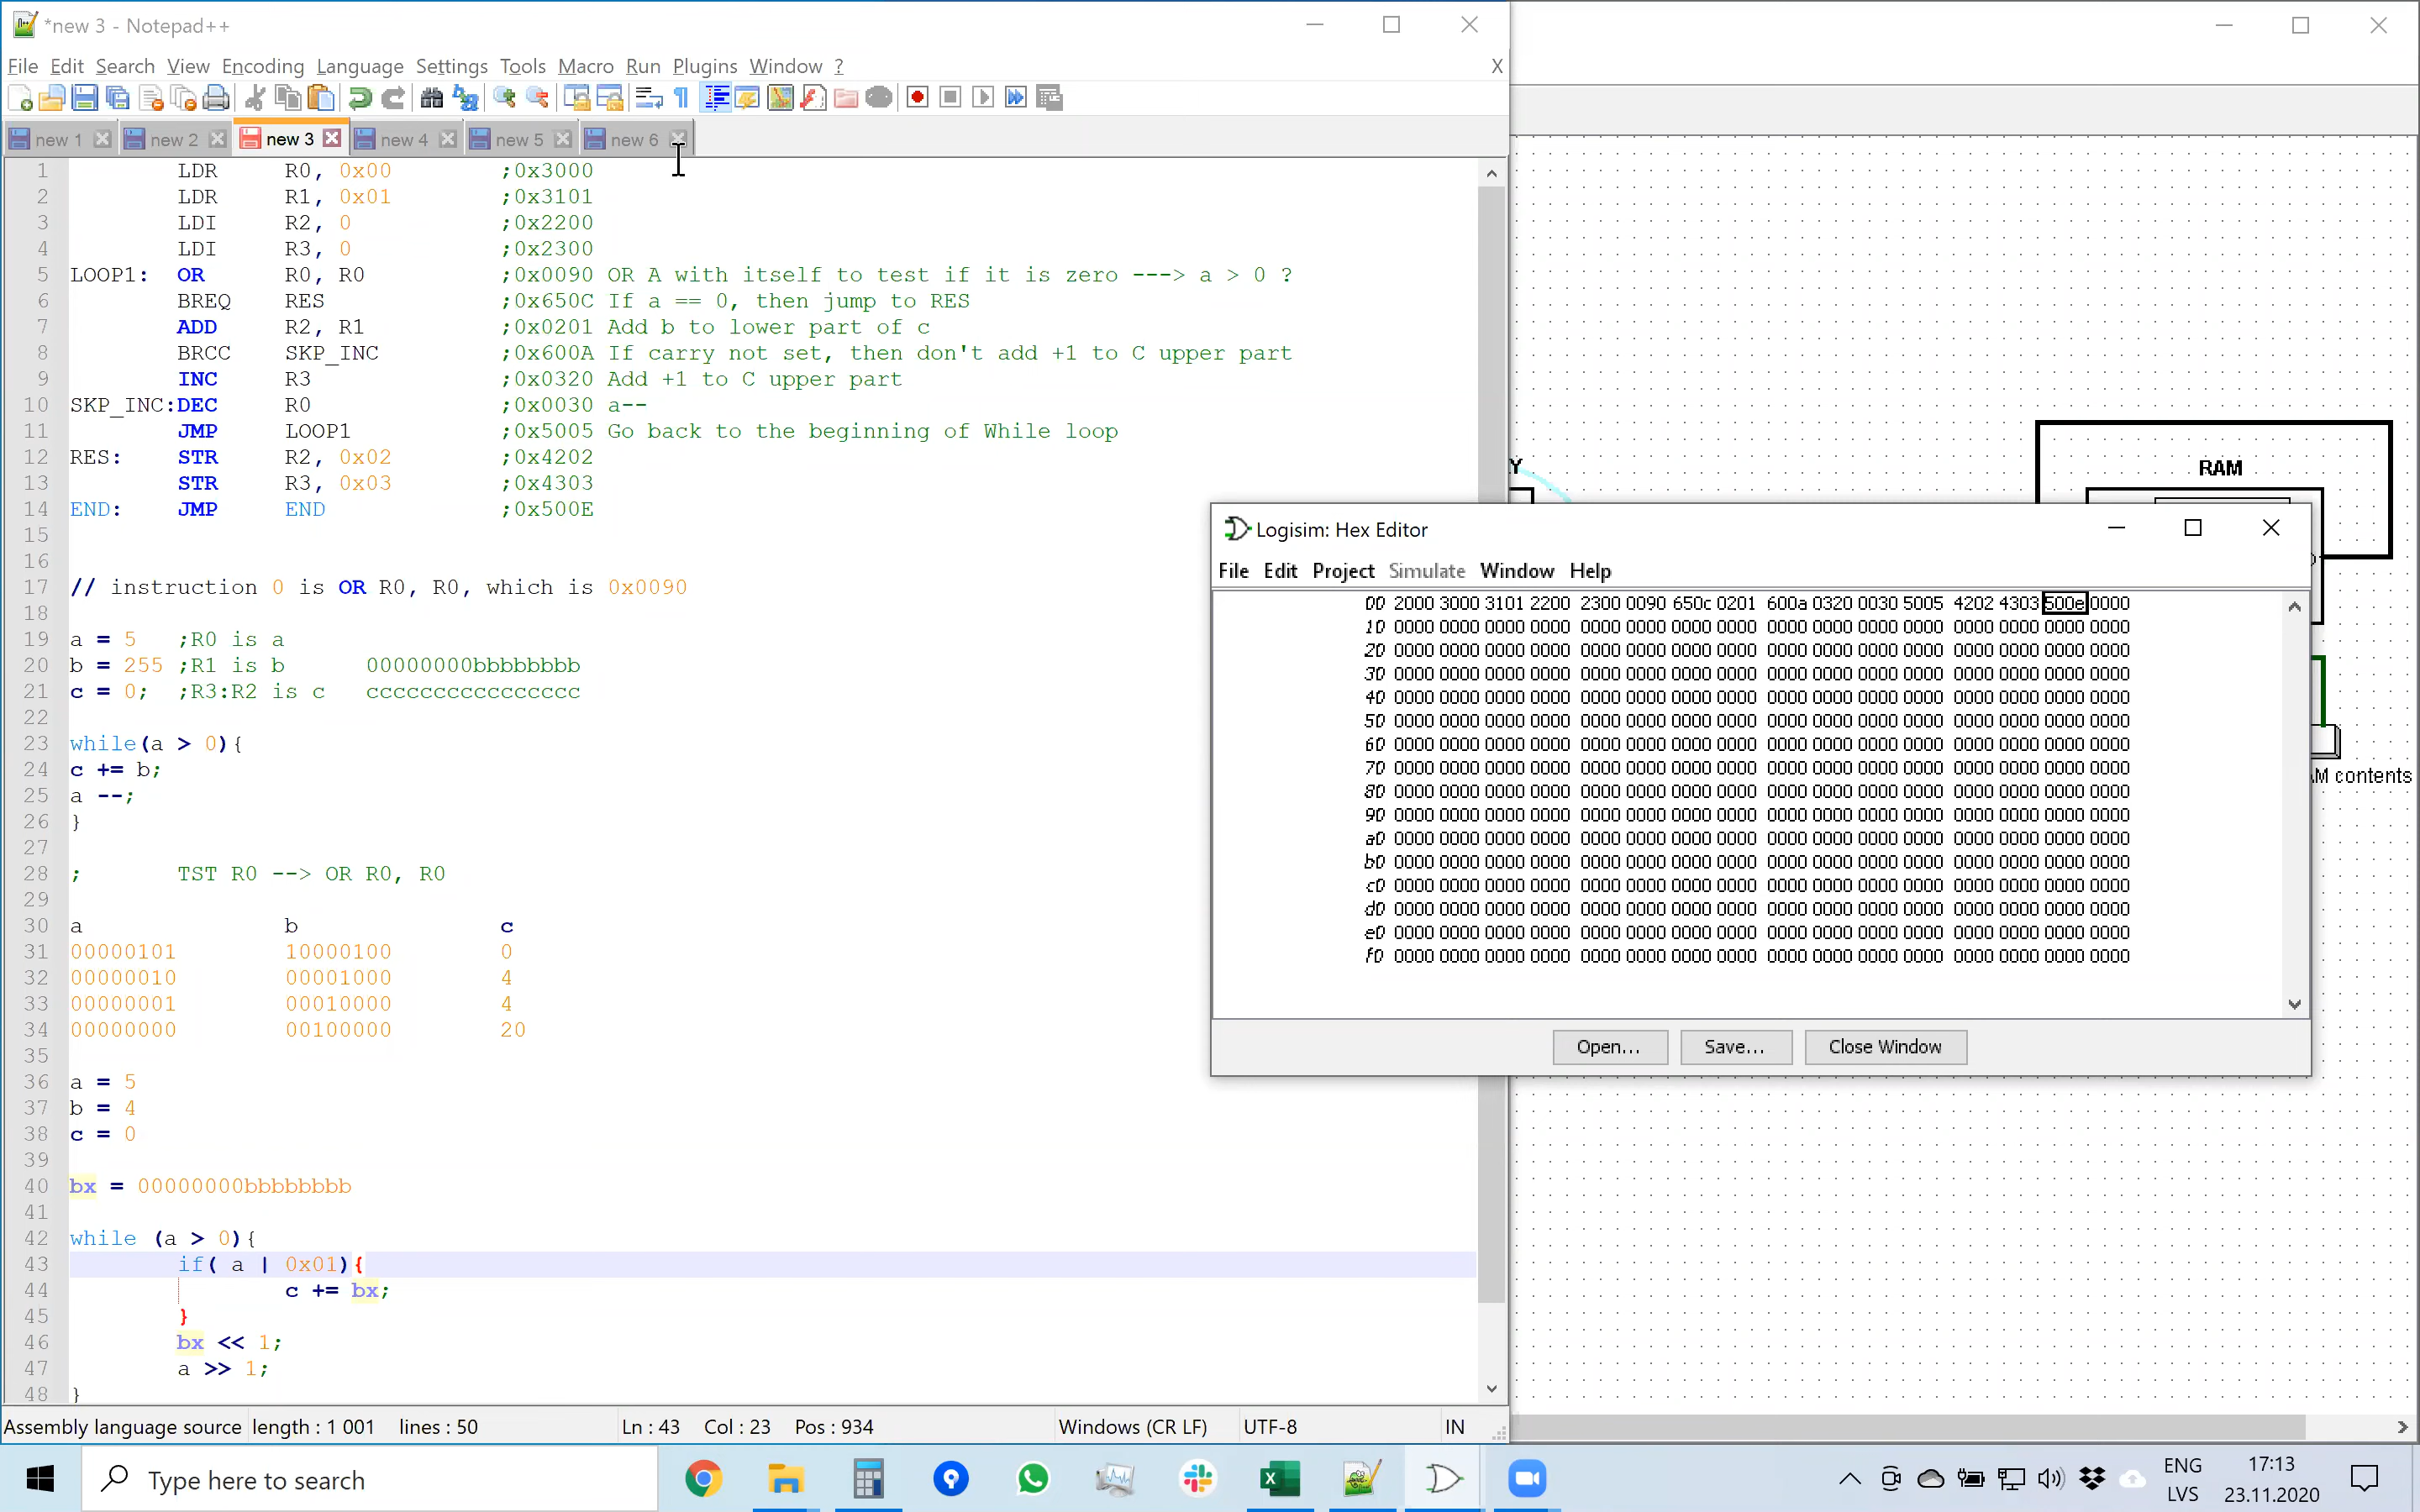 *new 3 - Notepad++
File Edit Search View Encoding Language Settings Tools Macro Run Plugins Window ? X
new 1 new 2 new 3 new 4 new 5 new 6
1 LDR R0, 0x00 ;0x3000
2 LDR R1, 0x01 ;0x3101
3 LDI R2, 0 ;0x2200
4 LDI R3, 0 ;0x2300
5 LOOP1: OR R0, R0 ;0x0090 OR A with itself to test if it is zero ---> a > 0 ?
6 BREQ RES ;0x650C If a == 0, then jump to RES
7 ADD R2, R1 ;0x0201 Add b to lower part of c
8 BRCC SKP_INC ;0x600A If carry not set, then don't add +1 to C upper part
9 INC R3 ;0x0320 Add +1 to C upper part
10 SKP_INC:DEC R0 ;0x0030 a--
11 JMP LOOP1 ;0x5005 Go back to the beginning of While loop
12 RES: STR R2, 0x02 ;0x4202
13 STR R3, 0x03 ;0x4303
14 END: JMP END ;0x500E
15
16
17 // instruction 0 is OR R0, R0, which is 0x0090
18
19 a = 5 ;R0 is a
20 b = 255 ;R1 is b 00000000bbbbbbbb
21 c = 0; ;R3:R2 is c cccccccccccccccc
22
23 while(a > 0){
24 c += b;
25 a --;
26 }
27
28 ; TST R0 --> OR R0, R0
29
30 a b c
31 00000101 10000100 0
32 00000010 00001000 4
33 00000001 00010000 4
34 00000000 00100000 20
35
36 a = 5
37 b = 4
38 c = 0
39
40 bx = 00000000bbbbbbbb
41
42 while (a > 0){
43 if( a | 0x01){
44 c += bx;
45 }
46 bx << 1;
47 a >> 1;
48 }
Assembly language source length : 1 001 lines : 50 Ln : 43 Col : 23 Pos : 934 Windows (CR LF) UTF-8 IN
Y
RAM
Logisim: Hex Editor
File Edit Project Simulate Window Help
00 2000 3000 3101 2200 2300 0090 650c 0201 600a 0320 0030 5005 4202 4303 500e 0000
10 0000 0000 0000 0000 0000 0000 0000 0000 0000 0000 0000 0000 0000 0000 0000 0000
20 0000 0000 0000 0000 0000 0000 0000 0000 0000 0000 0000 0000 0000 0000 0000 0000
30 0000 0000 0000 0000 0000 0000 0000 0000 0000 0000 0000 0000 0000 0000 0000 0000
40 0000 0000 0000 0000 0000 0000 0000 0000 0000 0000 0000 0000 0000 0000 0000 0000
50 0000 0000 0000 0000 0000 0000 0000 0000 0000 0000 0000 0000 0000 0000 0000 0000
60 0000 0000 0000 0000 0000 0000 0000 0000 0000 0000 0000 0000 0000 0000 0000 0000
70 0000 0000 0000 0000 0000 0000 0000 0000 0000 0000 0000 0000 0000 0000 0000 0000
80 0000 0000 0000 0000 0000 0000 0000 0000 0000 0000 0000 0000 0000 0000 0000 0000
90 0000 0000 0000 0000 0000 0000 0000 0000 0000 0000 0000 0000 0000 0000 0000 0000
a0 0000 0000 0000 0000 0000 0000 0000 0000 0000 0000 0000 0000 0000 0000 0000 0000
b0 0000 0000 0000 0000 0000 0000 0000 0000 0000 0000 0000 0000 0000 0000 0000 0000
c0 0000 0000 0000 0000 0000 0000 0000 0000 0000 0000 0000 0000 0000 0000 0000 0000
d0 0000 0000 0000 0000 0000 0000 0000 0000 0000 0000 0000 0000 0000 0000 0000 0000
e0 0000 0000 0000 0000 0000 0000 0000 0000 0000 0000 0000 0000 0000 0000 0000 0000
f0 0000 0000 0000 0000 0000 0000 0000 0000 0000 0000 0000 0000 0000 0000 0000 0000
Open... Save... Close Window
contents
Type here to search
ENG
LVS
17:13
23.11.2020